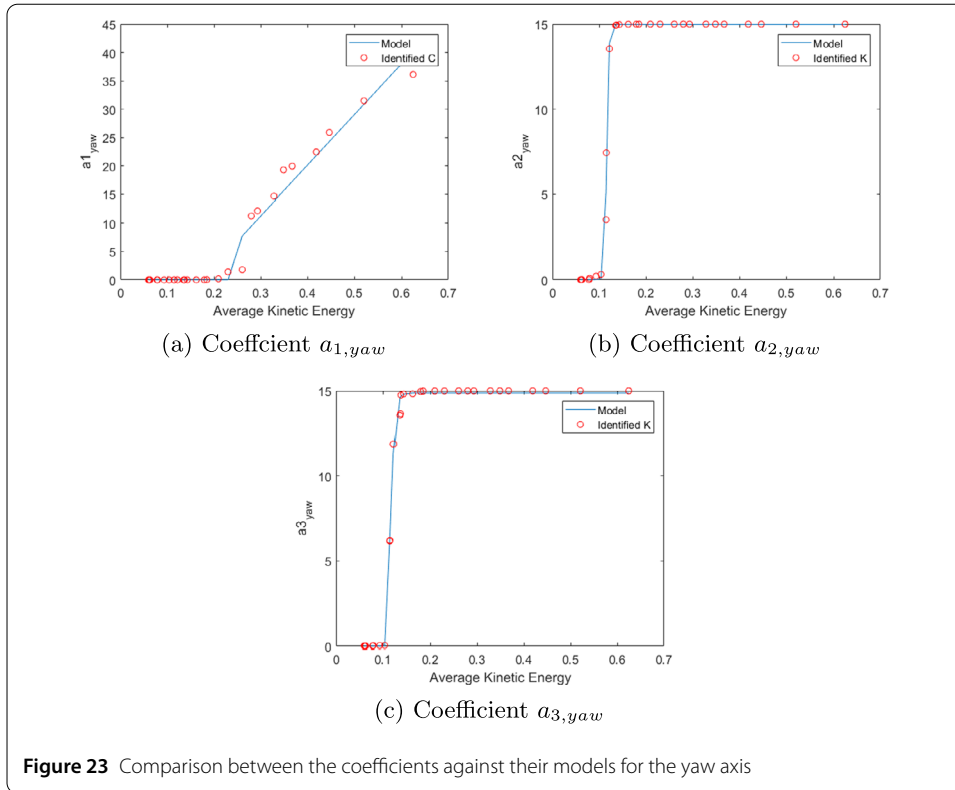 45
40
35
30
25
20
15
10
5
0
a1yaw
Model
Identified C
0 0.1 0.2 0.3 0.4 0.5 0.6 0.7
Average Kinetic Energy
(a) Coeffcient a1,yaw
15
10
5
0
a2yaw
Model
Identified K
0 0.1 0.2 0.3 0.4 0.5 0.6 0.7
Average Kinetic Energy
(b) Coefficient a2,yaw
15
10
5
0
a3yaw
Model
Identified K
0 0.1 0.2 0.3 0.4 0.5 0.6 0.7
Average Kinetic Energy
(c) Coefficient a3,yaw
Figure 23 Comparison between the coefficients against their models for the yaw axis